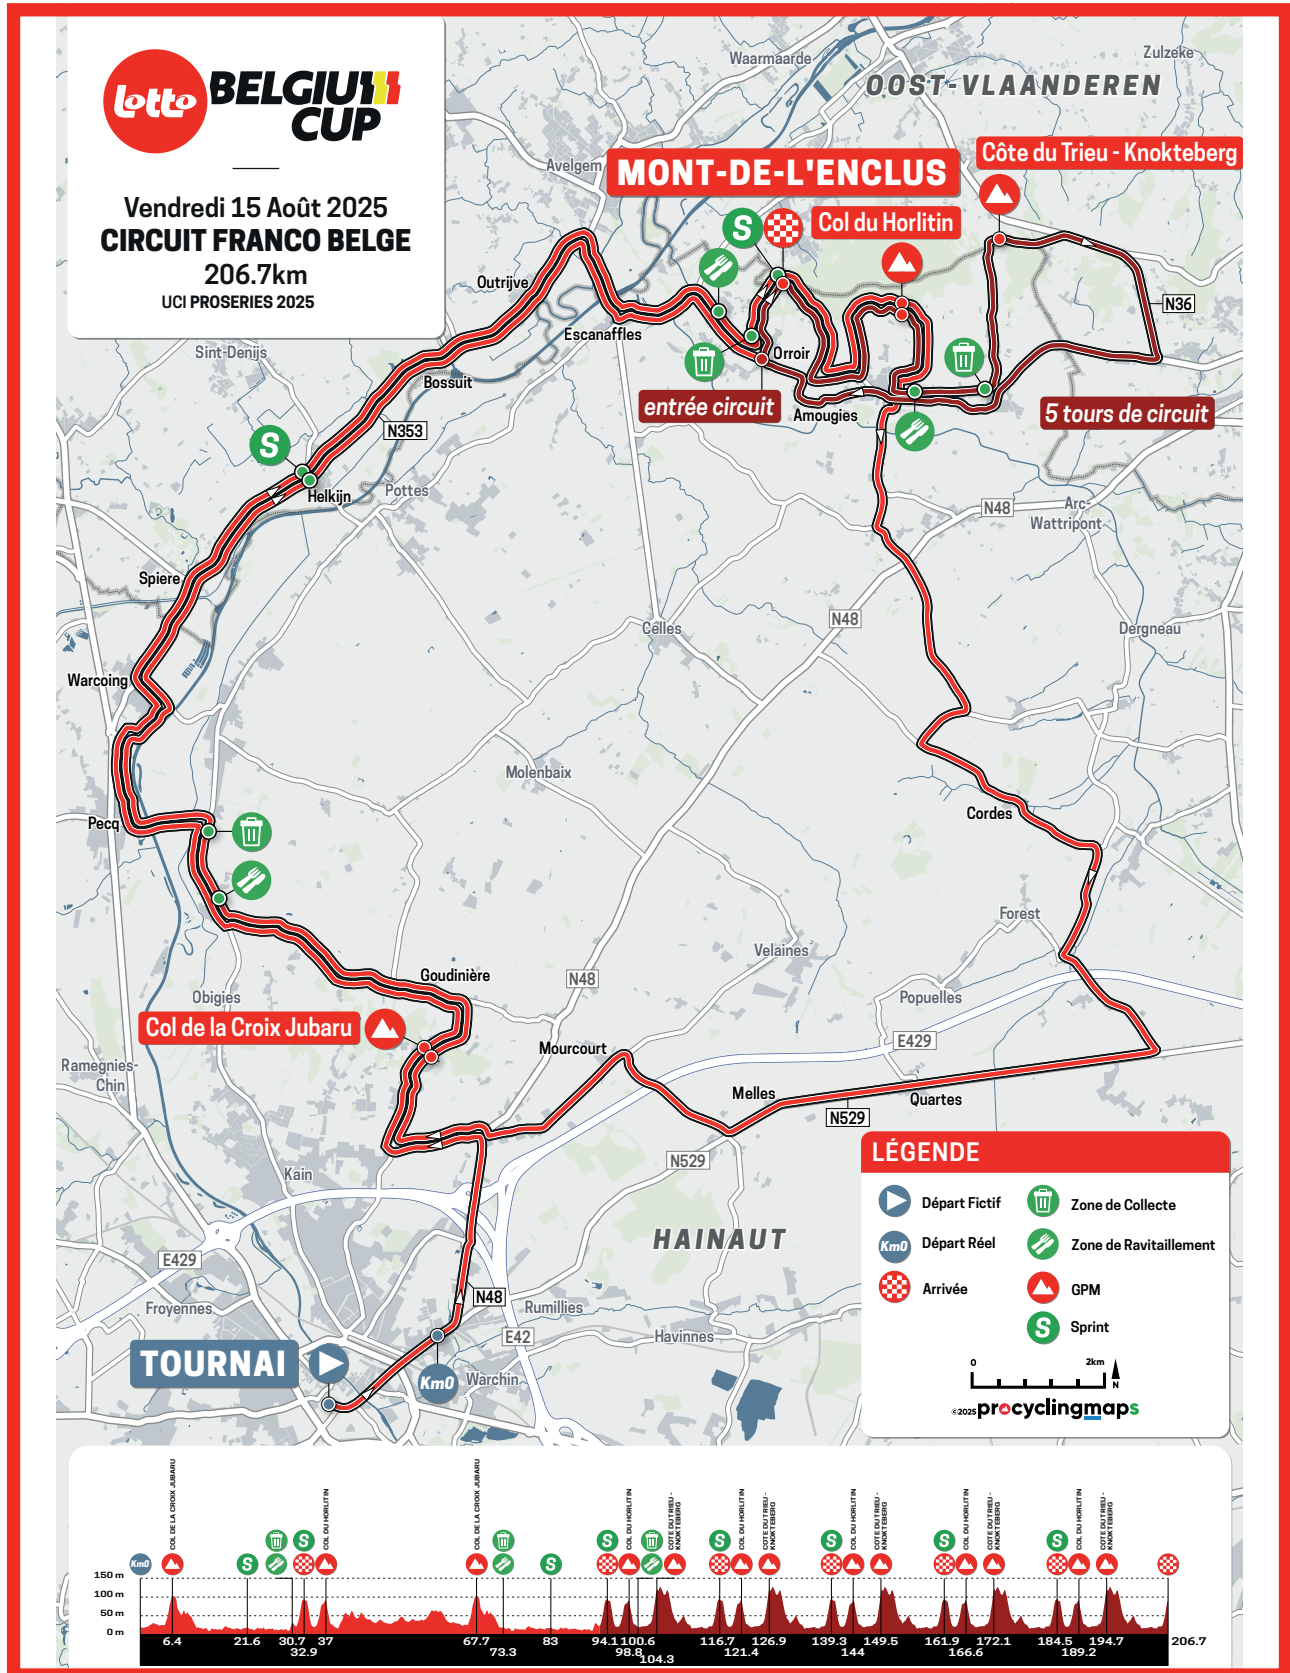 lotto BELGIUM
CUP
Vendredi 15 Août 2025
CIRCUIT FRANCO BELGE
206.7km
UCI PROSERIES 2025
Waarmaarde
Zulzeke
OOST-VLAANDEREN
Avelgem
MONT-DE-L'ENCLUS
Côte du Trieu - Knokteberg
S
Col du Horlitin
Outrijve
N36
Escanaffles
Sint-Denijs
Orroir
Bossuit
entrée circuit
Amougies
5 tours de circuit
N353
S
Helkijn
Pottes
N48
Arc-
Wattripont
Spiere
N48
Celles
Dergneau
Warcoing
Molenbaix
Cordes
Pecq
Forest
Velaines
Goudinière
N48
Obigies
Popuelles
Col de la Croix Jubaru
E429
Mourcourt
Ramegnies-
Chin
Melles
Quartes
N529
N529
Kain
HAINAUT
E429
N48
Froyennes
Rumillies
E42
Havinnes
TOURNAI
Km0
Warchin
LÉGENDE
Départ Fictif
Zone de Collecte
Km0 Départ Réel
Zone de Ravitaillement
Arrivée
GPM
S Sprint
0 2km
N
©2025 procyclingmaps
COL DE LA CROIX JUBARU
COL DU HORLITIN
COL DE LA CROIX JUBARU
COL DU HORLITIN
COTE DU TRIEU -
KNOKTEBERG
COL DU HORLITIN
COTE DU TRIEU -
KNOKTEBERG
COL DU HORLITIN
COTE DU TRIEU -
KNOKTEBERG
COL DU HORLITIN
COTE DU TRIEU -
KNOKTEBERG
COL DU HORLITIN
COTE DU TRIEU -
KNOKTEBERG
S S S S S S
Km0 S S
150 m
100 m
50 m
0 m
6.4 21.6 30.7 37 67.7 83 94.1 100.6 116.7 126.9 139.3 149.5 161.9 172.1 184.5 194.7 206.7
32.9 73.3 98.8 121.4 144 166.6 189.2
104.3